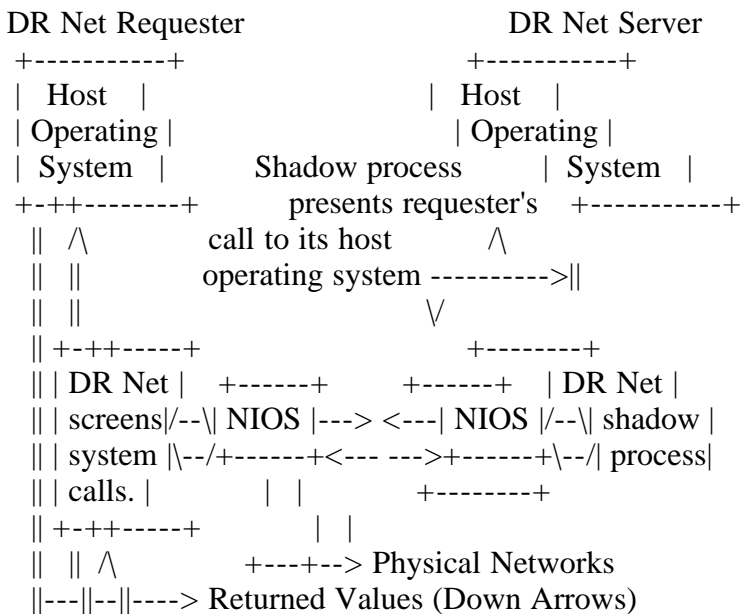 DR Net Requester DR Net Server
+-----------+ +-----------+
| Host | | Host |
| Operating | | Operating |
| System | Shadow process | System |
+-++--------+ presents requester's +-----------+
|| /\ call to its host /\
|| || operating system ---------->||
|| || \/
|| +-++-----+ +--------+
|| | DR Net | +------+ +------+ | DR Net |
|| | screens|/--\| NIOS |---> <---| NIOS |/--\| shadow |
|| | system |\--/+------+<--- --->+------+\--/| process|
|| | calls. | | | +--------+
|| +-++-----+ | |
|| || /\ +---+--> Physical Networks
||---||--||----> Returned Values (Down Arrows)